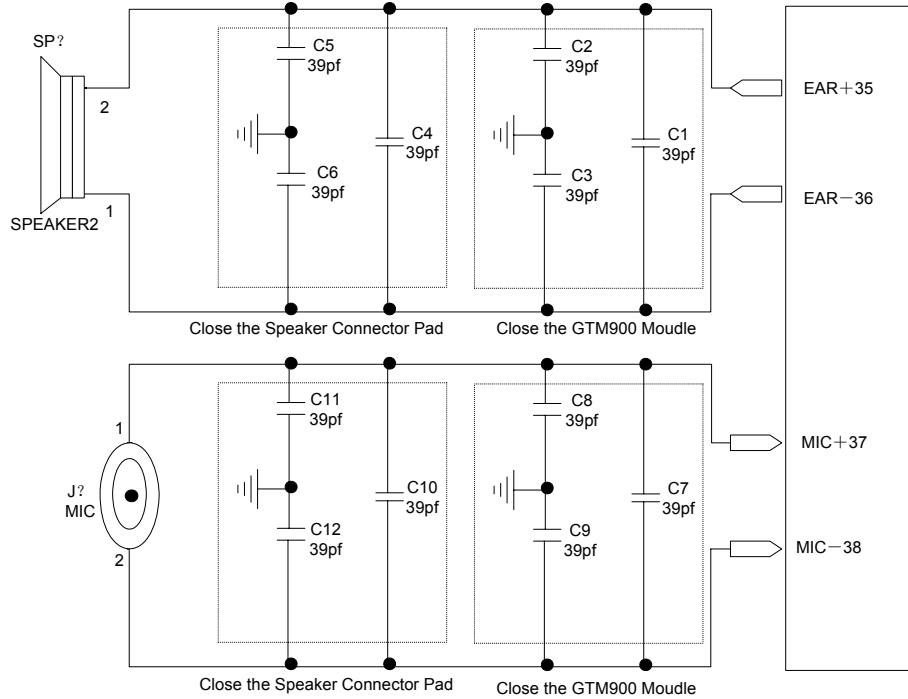 SP?
2
1
SPEAKER2
C5
39pf
C6
39pf
C4
39pf
C2
39pf
C3
39pf
C1
39pf
EAR+35
EAR-36
Close the Speaker Connector Pad
Close the GTM900 Moudle
1
J?
MIC
2
C11
39pf
C12
39pf
C10
39pf
C8
39pf
C9
39pf
C7
39pf
MIC+37
MIC-38
Close the Speaker Connector Pad
Close the GTM900 Moudle